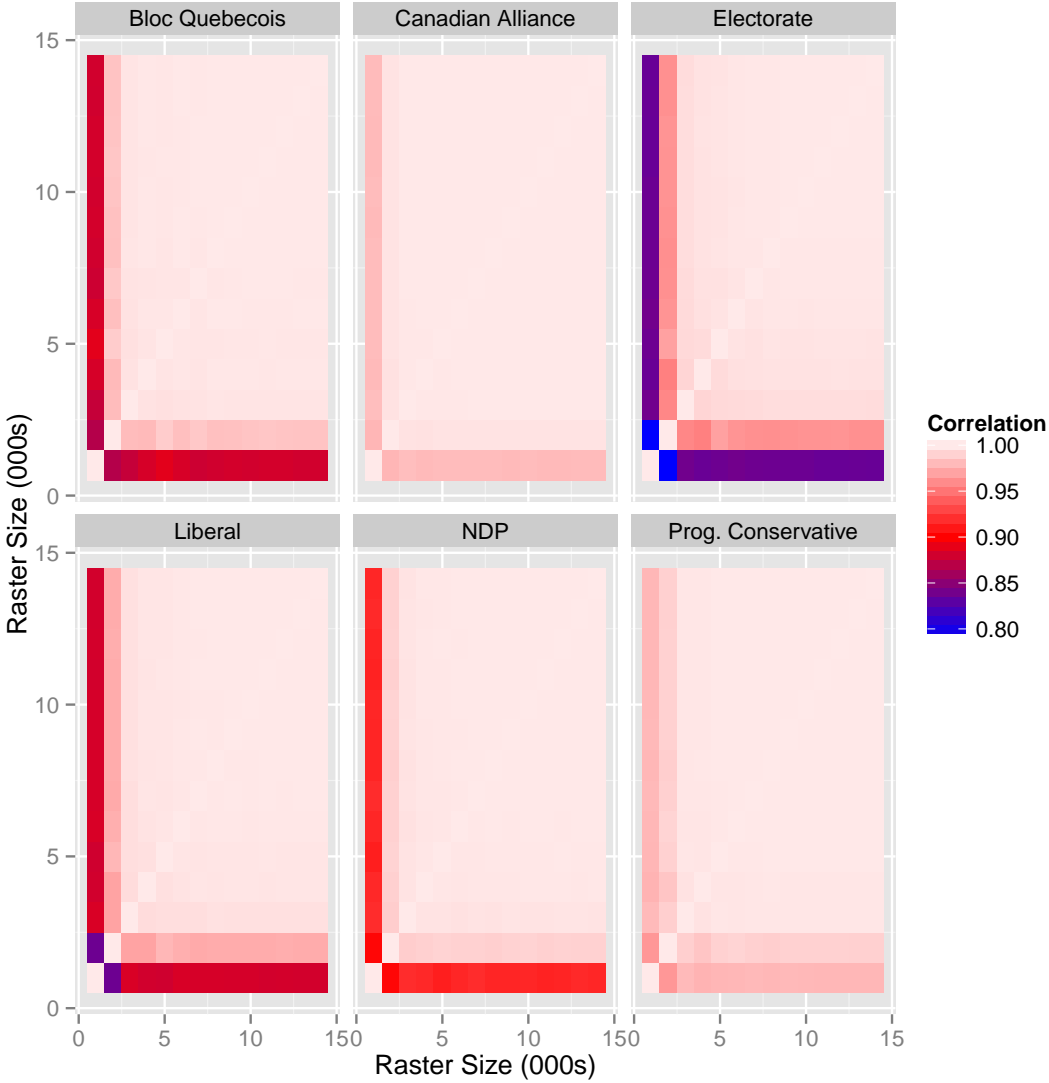 Bloc Quebecois Canadian Alliance Electorate
15
10
5
0
Liberal NDP Prog. Conservative
15
10
5
0
0 5 10 15 0 5 10 15 0 5 10 15
Raster Size (000s)
Raster Size (000s)
Correlation
1.00
0.95
0.90
0.85
0.80